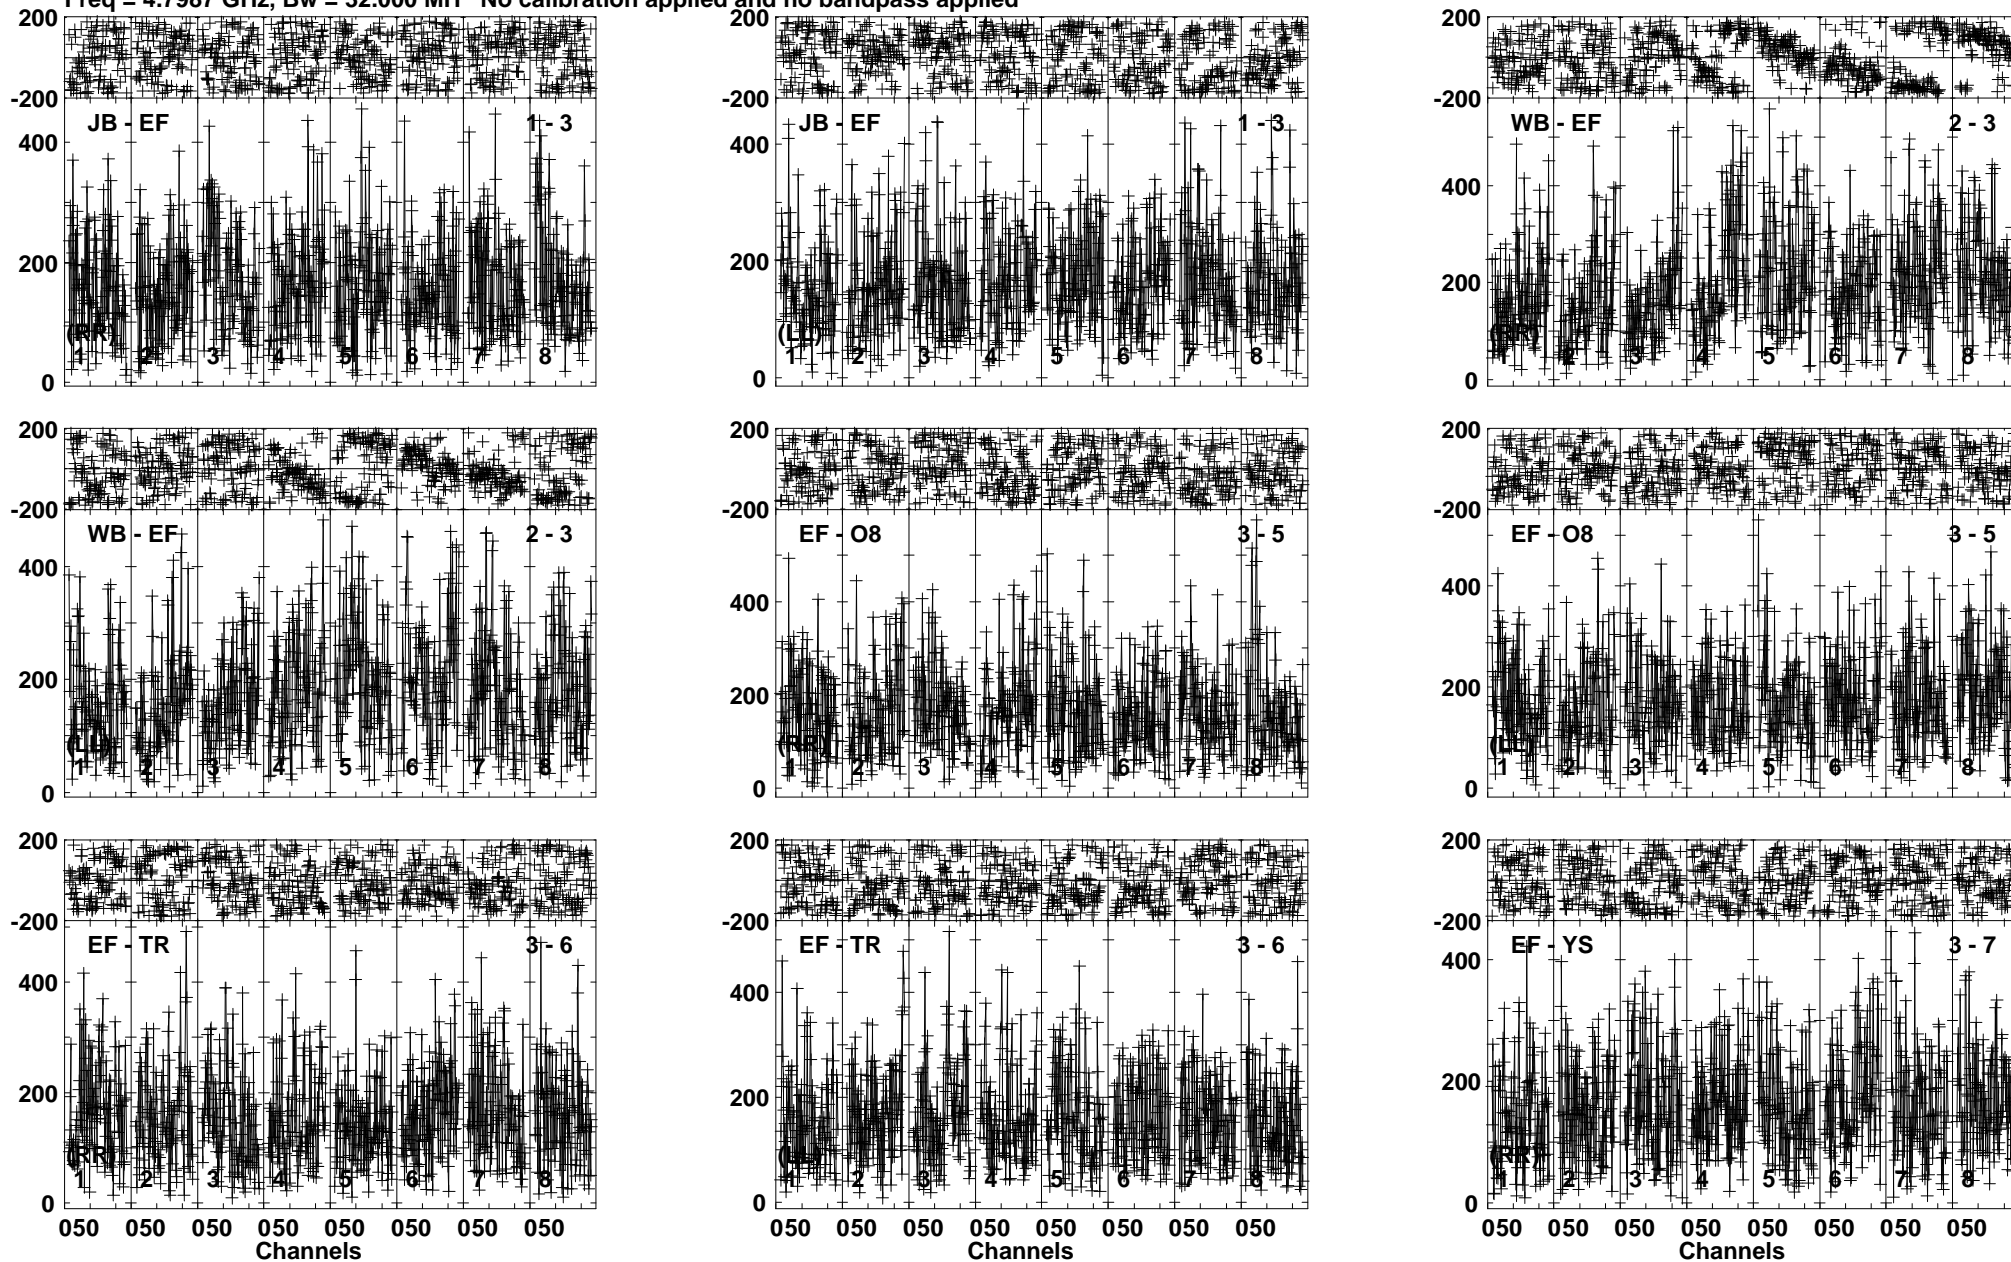 Freq = 4.7987 GHz, Bw = 32.000 MH No calibration applied and no bandpass applied
200 200 200
-200 -200 -200
JB - EF 1 - 3 JB - EF 1 - 3 WB - EF 2 - 3
400 400 400
200 200 200
(RR) (LL) (RR)
1 2 3 4 5 6 7 8 1 2 3 4 5 6 7 8 1 2 3 4 5 6 7 8
0 0 0
200 200 200
-200 -200 -200
WB - EF 2 - 3 EF - O8 3 - 5 EF - O8 3 - 5
400 400 400
200 200 200
(LL) (RR) (LL)
1 2 3 4 5 6 7 8 1 2 3 4 5 6 7 8 1 2 3 4 5 6 7 8
0 0 0
200 200 200
-200 -200 -200
EF - TR 3 - 6 EF - TR 3 - 6 EF - YS 3 - 7
400 400 400
200 200 200
(RR) (LL) (RR)
1 2 3 4 5 6 7 8 1 2 3 4 5 6 7 8 1 2 3 4 5 6 7 8
0 0 0
050 050 050 050 050 050 050 050 050 050 050 050 050 050 050 050 050 050 050 050 050 050 050 050
Channels Channels Channels